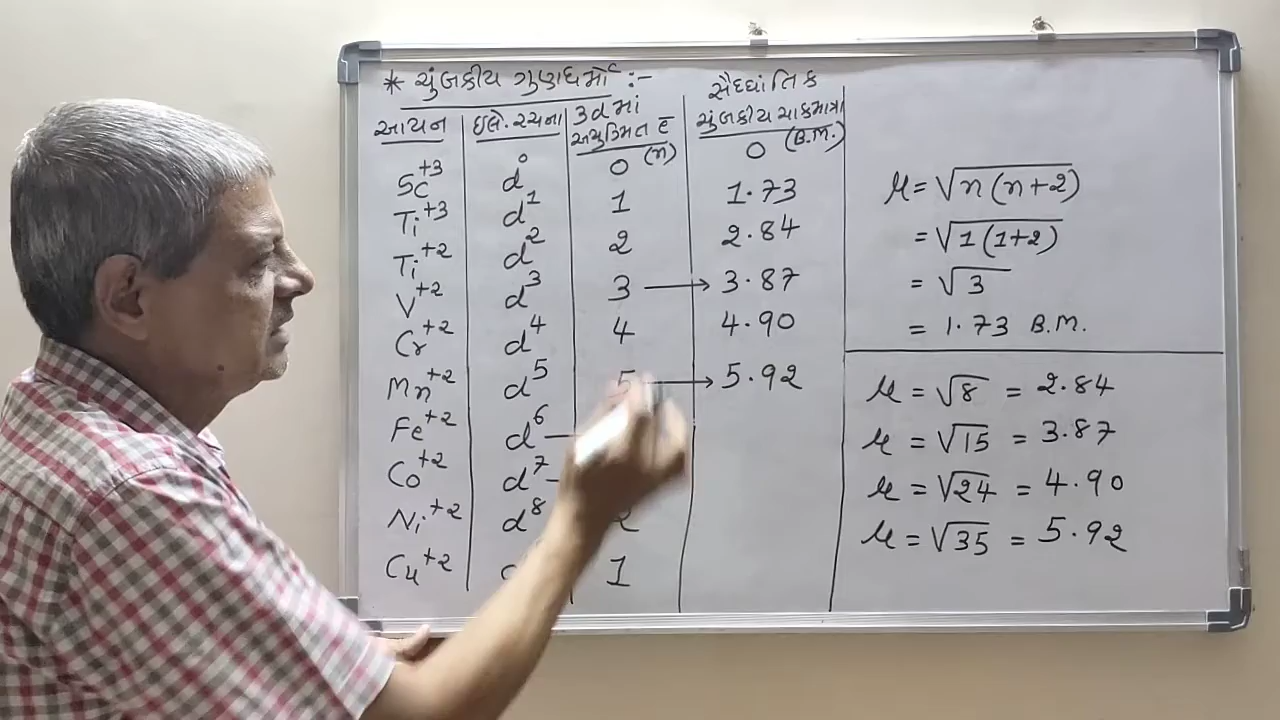 * ચુંબકીય ગુણધર્મો :-
આયન ઇલે. રચના 3d માં અયુગ્મિત e̅ (n) સૈધ્ધાંતિક ચુંબકીય ચાકમાત્રા (B.M.)
Sc⁺³ d⁰ 0 0
Ti⁺³ d¹ 1 1.73
Ti⁺² d² 2 2.84
V⁺² d³ 3 → 3.87
Cr⁺² d⁴ 4 4.90
Mn⁺² d⁵ 5 → 5.92
Fe⁺² d⁶ —
Co⁺² d⁷ -
Ni⁺² d⁸ 2
Cu⁺² 1
μ = √n(n+2)
= √1(1+2)
= √3
= 1.73 B.M.
μ = √8 = 2.84
μ = √15 = 3.87
μ = √24 = 4.90
μ = √35 = 5.92